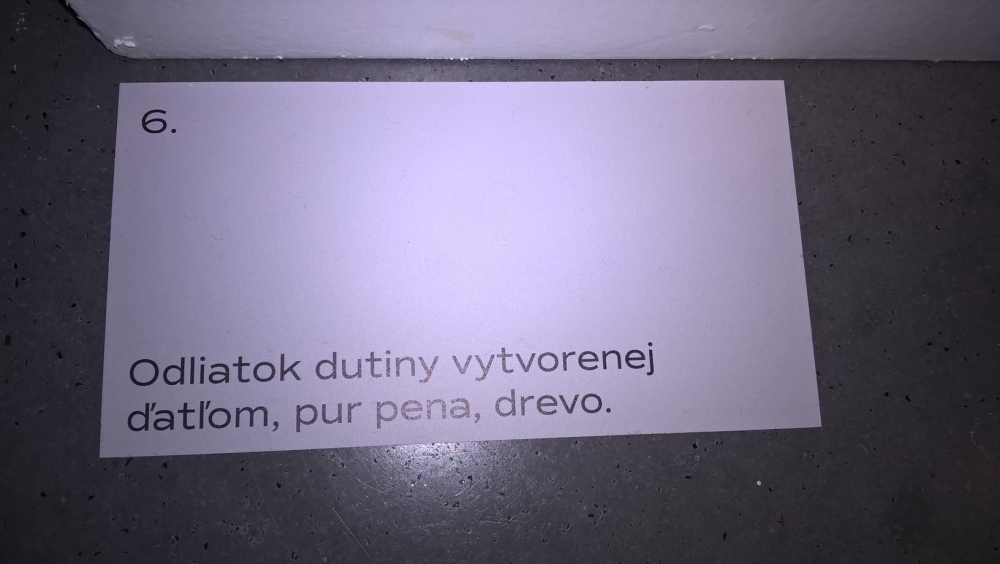 6.
Odliatok dutiny vytvorenej
ďatľom, pur pena, drevo.